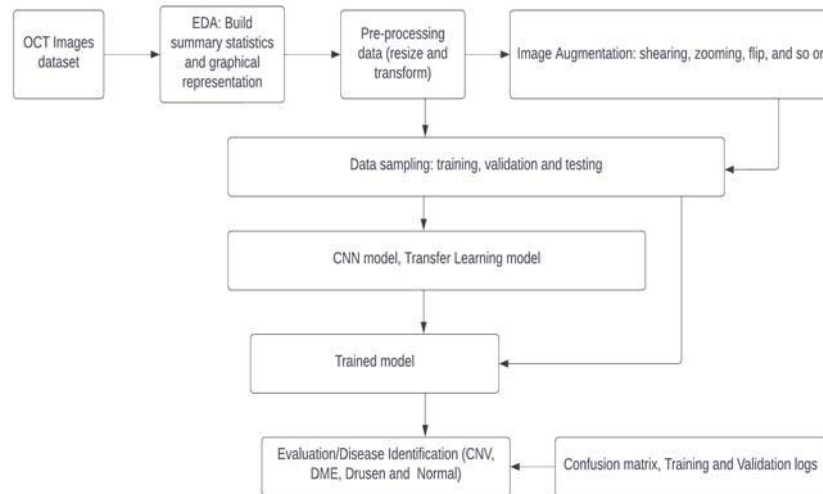 OCT Images
dataset
EDA: Build
summary statistics
and graphical
representation
Pre-processing
data (resize and
transform)
Image Augmentation: shearing, zooming, flip, and so on
Data sampling: training, validation and testing
CNN model, Transfer Learning model
Trained model
Evaluation/Disease Identification (CNV,
DME, Drusen and Normal)
Confusion matrix, Training and Validation logs